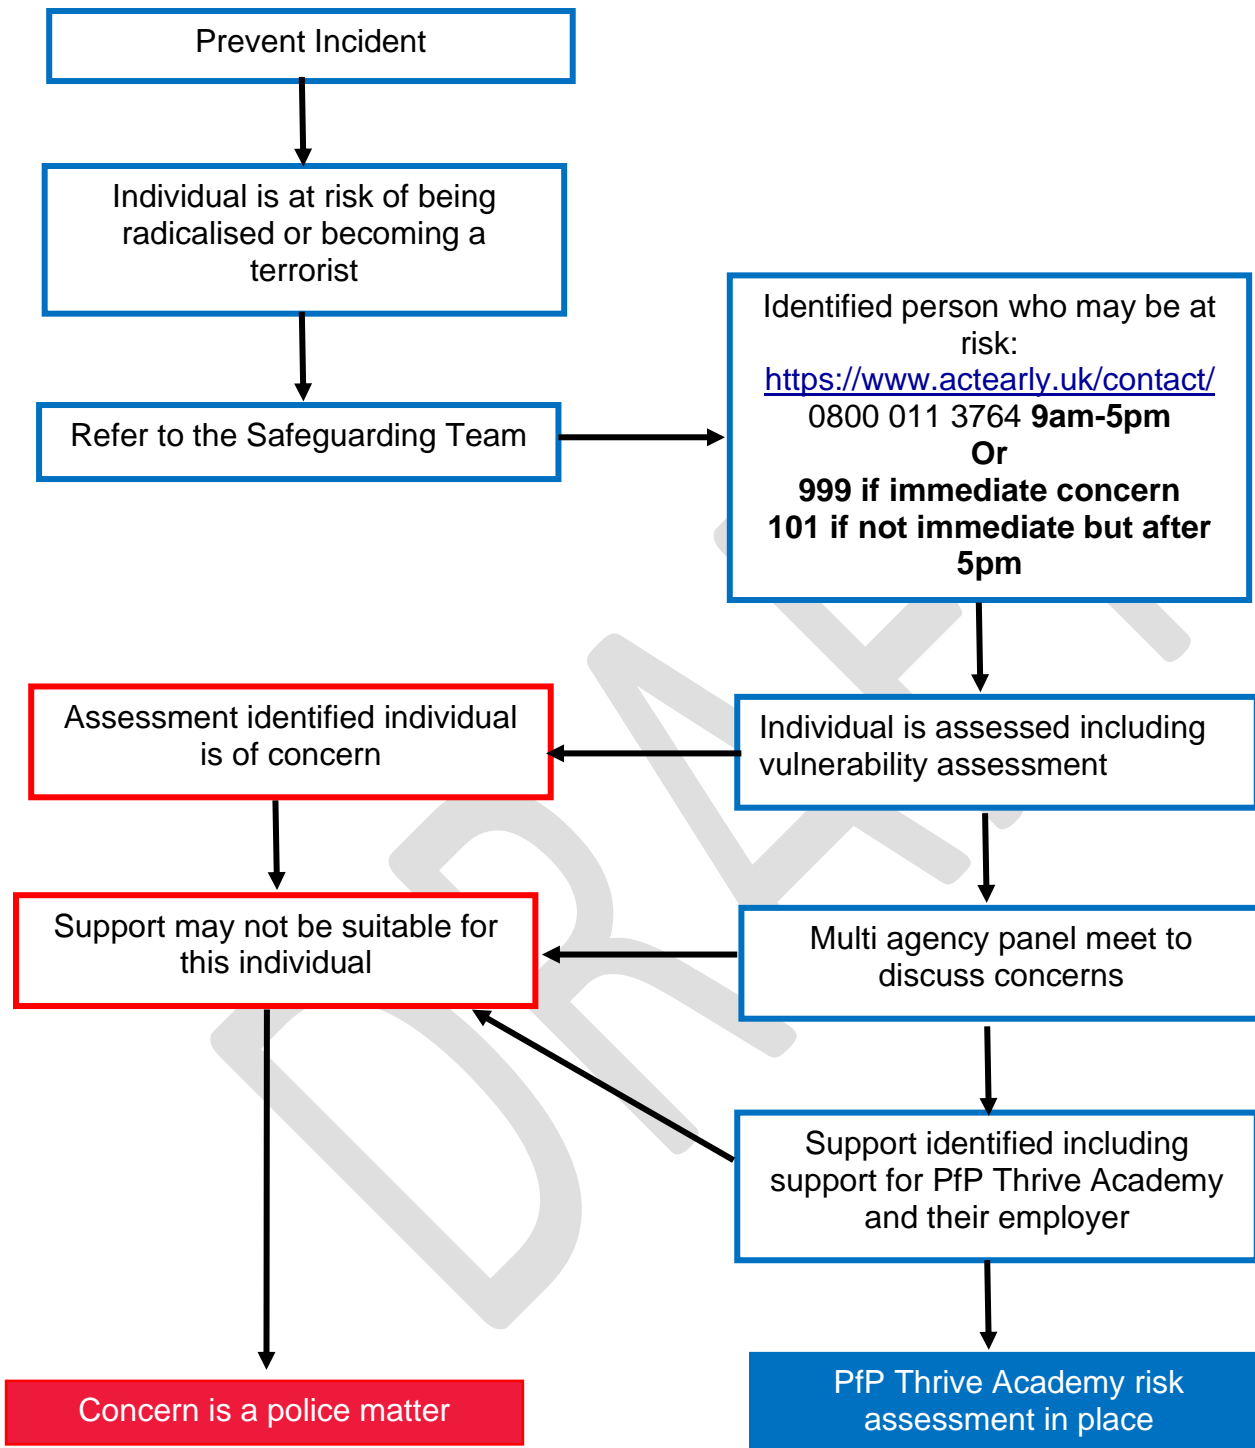 Prevent Incident
Individual is at risk of being
radicalised or becoming a
terrorist
Refer to the Safeguarding Team
Identified person who may be at
risk:
https://www.actearly.uk/contact/
0800 011 3764 9am-5pm
Or
999 if immediate concern
101 if not immediate but after
5pm
Individual is assessed including
vulnerability assessment
Assessment identified individual
is of concern
Support may not be suitable for
this individual
Multi agency panel meet to
discuss concerns
Support identified including
support for PfP Thrive Academy
and their employer
Concern is a police matter
PfP Thrive Academy risk
assessment in place
DRAFT